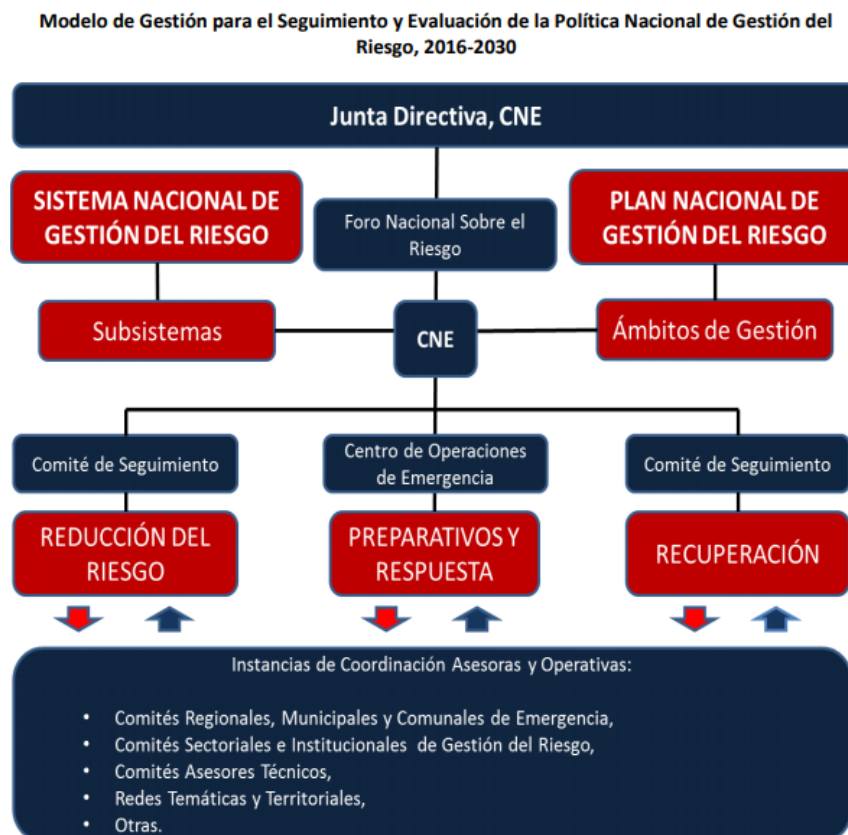 Modelo de Gestión para el Seguimiento y Evaluación de la Política Nacional de Gestión del
Riesgo, 2016-2030
Junta Directiva, CNE
SISTEMA NACIONAL DE
GESTIÓN DEL RIESGO
Foro Nacional Sobre el
Riesgo
PLAN NACIONAL DE
GESTIÓN DEL RIESGO
Subsistemas
CNE
Ámbitos de Gestión
Comité de Seguimiento
Centro de Operaciones
de Emergencia
Comité de Seguimiento
REDUCCIÓN DEL
RIESGO
PREPARATIVOS Y
RESPUESTA
RECUPERACIÓN
Instancias de Coordinación Asesoras y Operativas:
• Comités Regionales, Municipales y Comunales de Emergencia,
• Comités Sectoriales e Institucionales de Gestión del Riesgo,
• Comités Asesores Técnicos,
• Redes Temáticas y Territoriales,
• Otras.